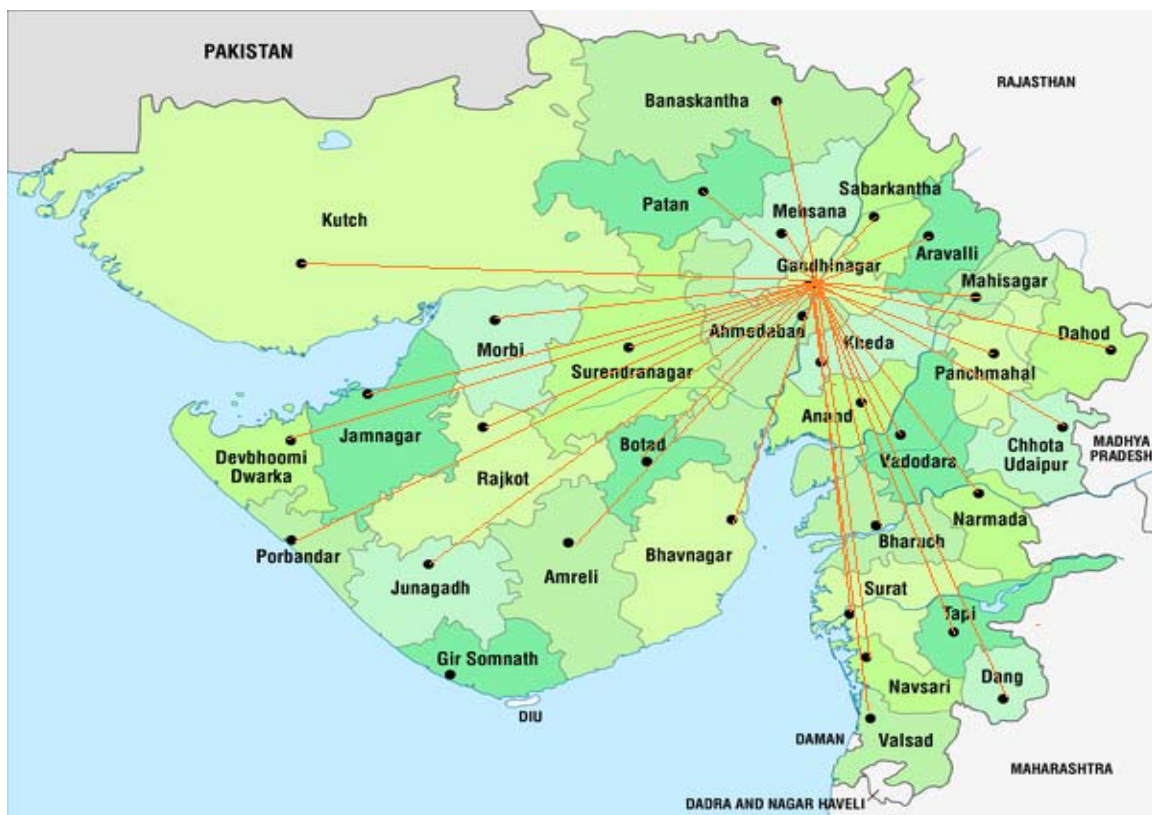 PAKISTAN
RAJASTHAN
Banaskantha
Sabarkantha
Patan
Mehsana
Kutch
Aravalli
Gandhinagar
Mahisagar
Ahmedabad
Kheda
Dahod
Morbi
Surendranagar
Panchmahal
Anand
Jamnagar
Botad
Chhota
Udaipur
MADHYA
PRADESH
Devbhoomi
Dwarka
Rajkot
Vadodara
Narmada
Porbandar
Bhavnagar
Bharuch
Junagadh
Amreli
Surat
Tapi
Gir Somnath
Dang
Navsari
DIU
DAMAN
Valsad
MAHARASHTRA
DADRA AND NAGAR HAVELI